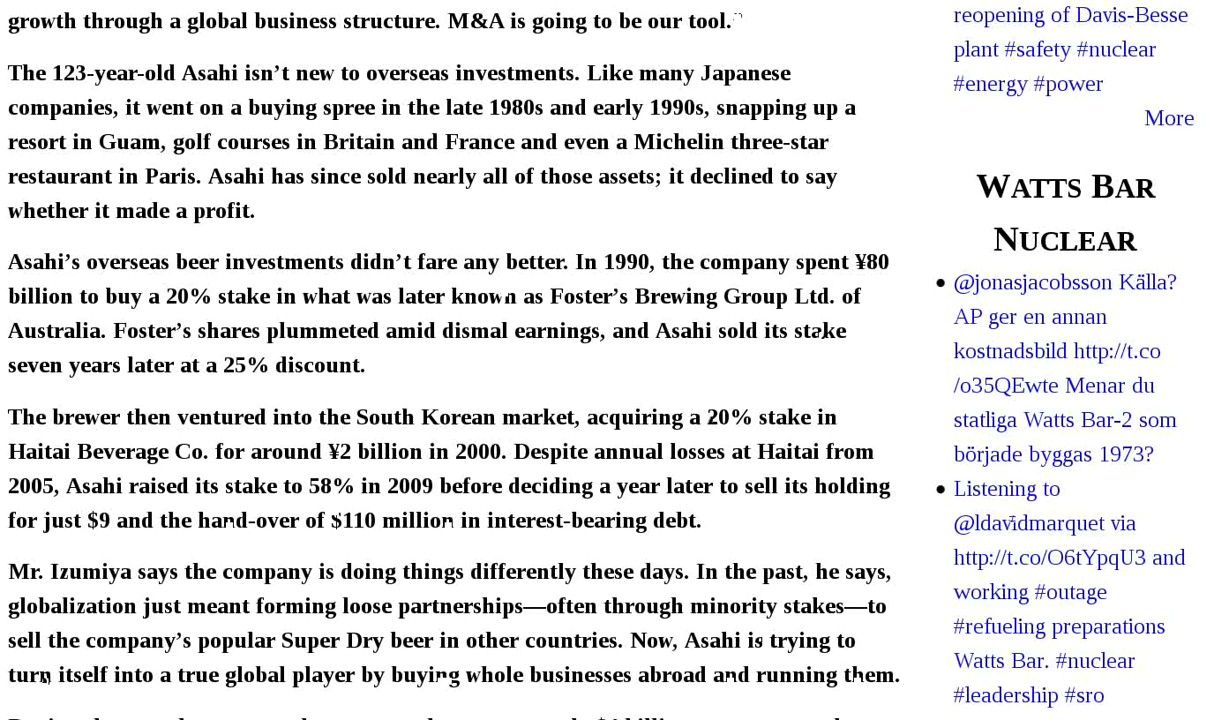 growth through a global business structure. M&A is going to be our tool.”
The 123-year-old Asahi isn’t new to overseas investments. Like many Japanese
companies, it went on a buying spree in the late 1980s and early 1990s, snapping up a
resort in Guam, golf courses in Britain and France and even a Michelin three-star
restaurant in Paris. Asahi has since sold nearly all of those assets; it declined to say
whether it made a profit.
Asahi’s overseas beer investments didn’t fare any better. In 1990, the company spent ¥80
billion to buy a 20% stake in what was later known as Foster’s Brewing Group Ltd. of
Australia. Foster’s shares plummeted amid dismal earnings, and Asahi sold its stake
seven years later at a 25% discount.
The brewer then ventured into the South Korean market, acquiring a 20% stake in
Haitai Beverage Co. for around ¥2 billion in 2000. Despite annual losses at Haitai from
2005, Asahi raised its stake to 58% in 2009 before deciding a year later to sell its holding
for just $9 and the hand-over of $110 million in interest-bearing debt.
Mr. Izumiya says the company is doing things differently these days. In the past, he says,
globalization just meant forming loose partnerships—often through minority stakes—to
sell the company’s popular Super Dry beer in other countries. Now, Asahi is trying to
turn itself into a true global player by buying whole businesses abroad and running them.
reopening of Davis-Besse
plant #safety #nuclear
#energy #power
More
Watts Bar
Nuclear
@jonasjacobsson Källa?
AP ger en annan
kostnadsbild http://t.co
/o35QEwte Menar du
statliga Watts Bar-2 som
började byggas 1973?
Listening to
@ldavidmarquet via
http://t.co/O6tYpqU3 and
working #outage
#refueling preparations
Watts Bar. #nuclear
#leadership #sro